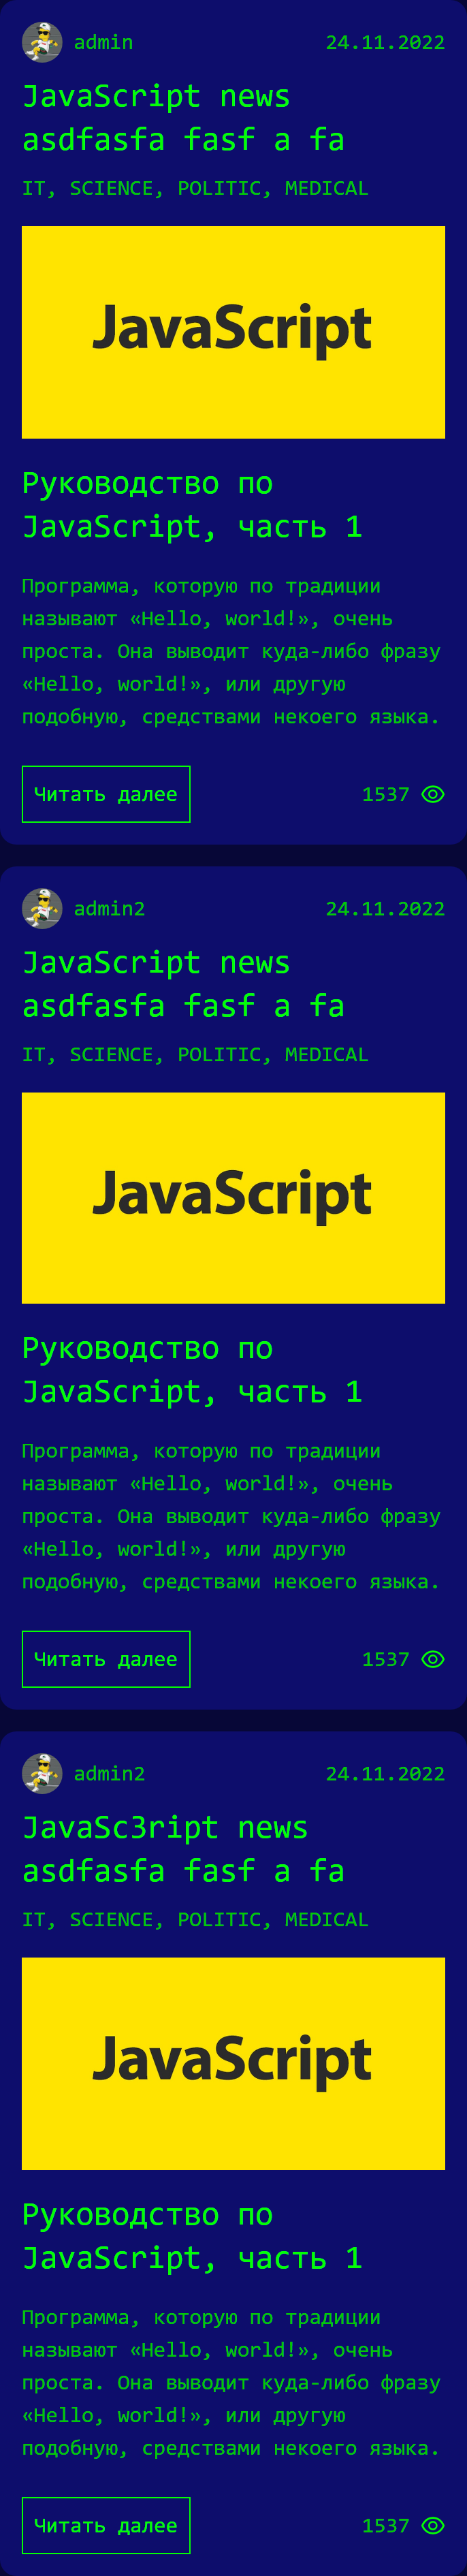 admin 24.11.2022
JavaScript news
asdfasfa fasf a fa
IT, SCIENCE, POLITIC, MEDICAL
JavaScript
Руководство по
JavaScript, часть 1
Программа, которую по традиции
называют «Hello, world!», очень
проста. Она выводит куда-либо фразу
«Hello, world!», или другую
подобную, средствами некоего языка.
Читать далее 1537
admin2 24.11.2022
JavaScript news
asdfasfa fasf a fa
IT, SCIENCE, POLITIC, MEDICAL
JavaScript
Руководство по
JavaScript, часть 1
Программа, которую по традиции
называют «Hello, world!», очень
проста. Она выводит куда-либо фразу
«Hello, world!», или другую
подобную, средствами некоего языка.
Читать далее 1537
admin2 24.11.2022
JavaSc3ript news
asdfasfa fasf a fa
IT, SCIENCE, POLITIC, MEDICAL
JavaScript
Руководство по
JavaScript, часть 1
Программа, которую по традиции
называют «Hello, world!», очень
проста. Она выводит куда-либо фразу
«Hello, world!», или другую
подобную, средствами некоего языка.
Читать далее 1537